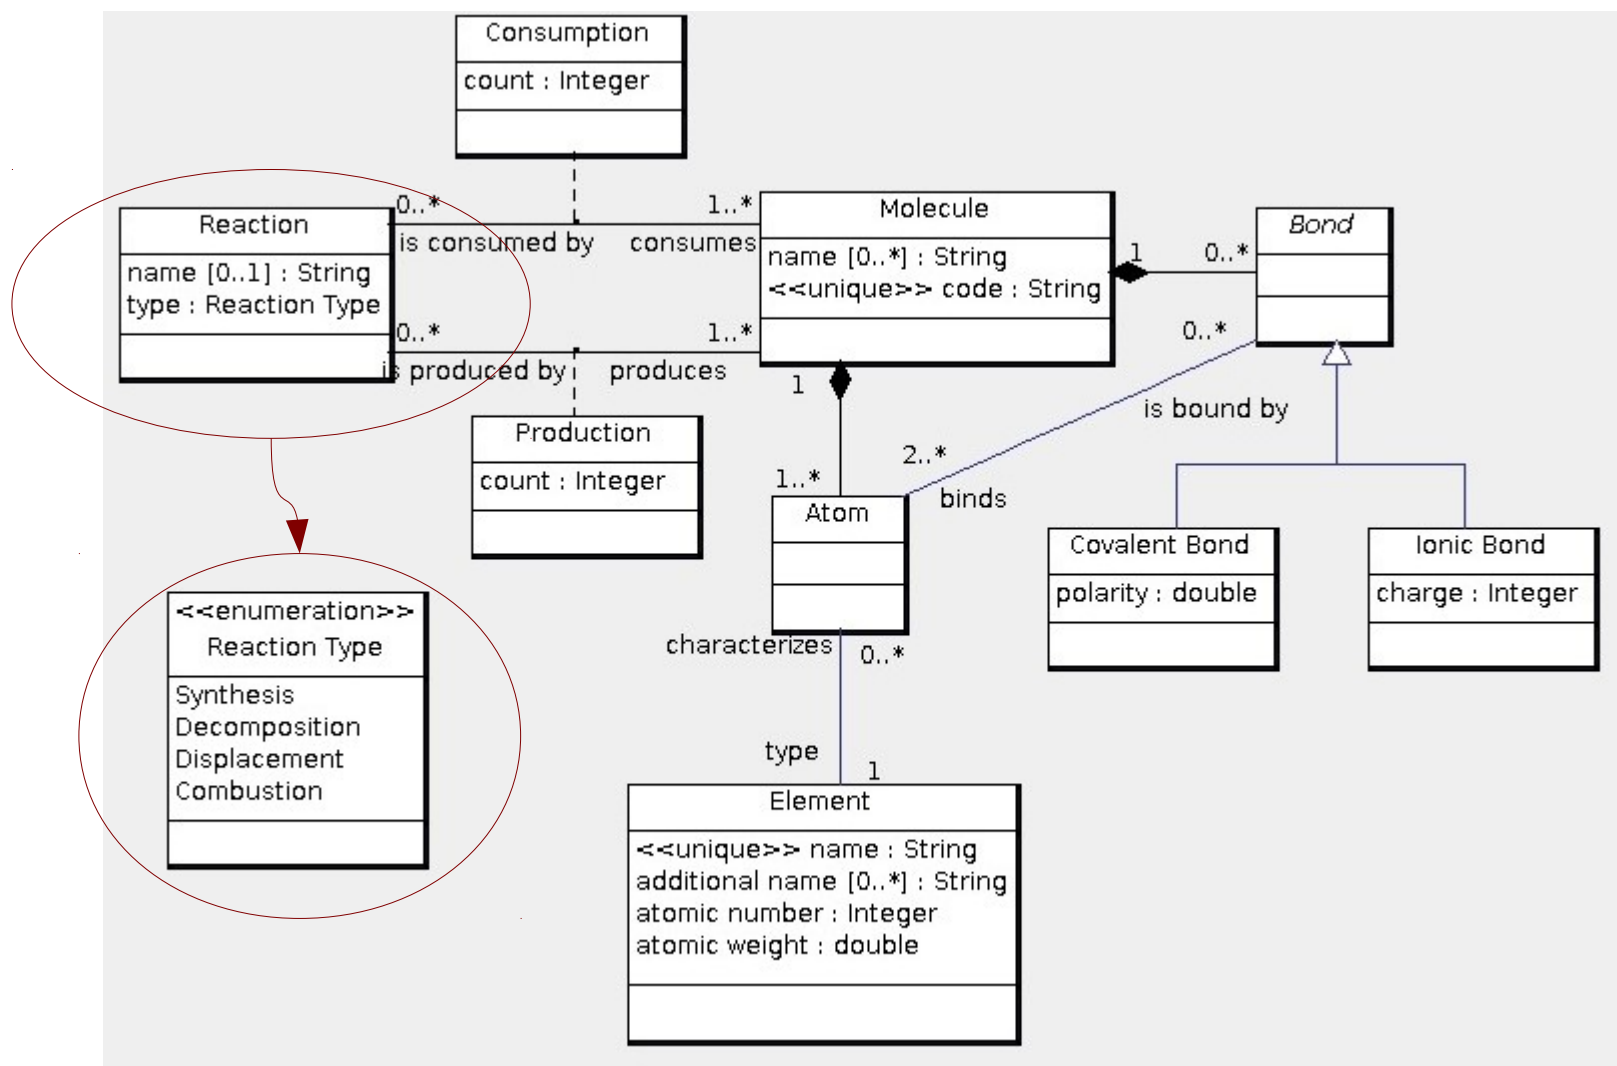 Consumption
count : Integer
Reaction
name [0..1] : String
type : Reaction Type
0..*
1..*
is consumed by
consumes
0..*
1..*
is produced by
produces
Molecule
name [0..*] : String
<<unique>> code : String
1
0..*
Bond
0..*
is bound by
1
1..*
2..*
binds
Production
count : Integer
Atom
Covalent Bond
polarity : double
Ionic Bond
charge : Integer
<<enumeration>>
Reaction Type
Synthesis
Decomposition
Displacement
Combustion
characterizes
0..*
type
1
Element
<<unique>> name : String
additional name [0..*] : String
atomic number : Integer
atomic weight : double